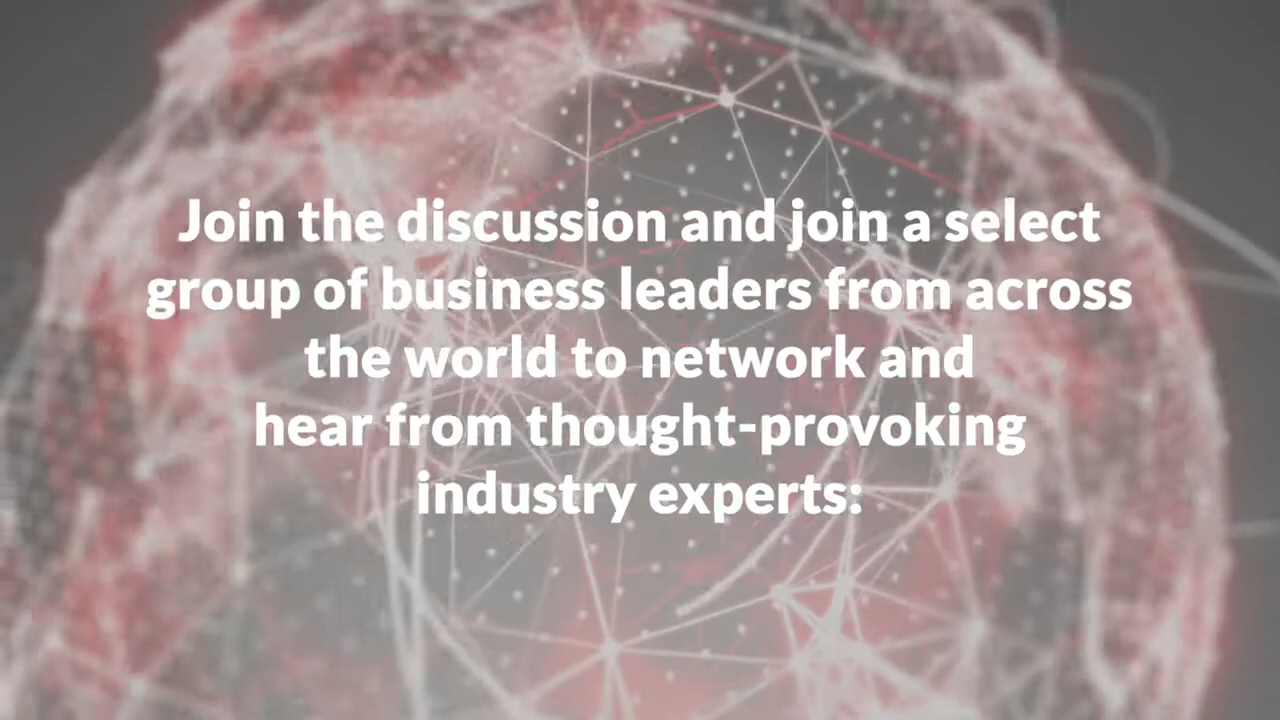 Join the discussion and join a select
group of business leaders from across
the world to network and
hear from thought-provoking
industry experts: